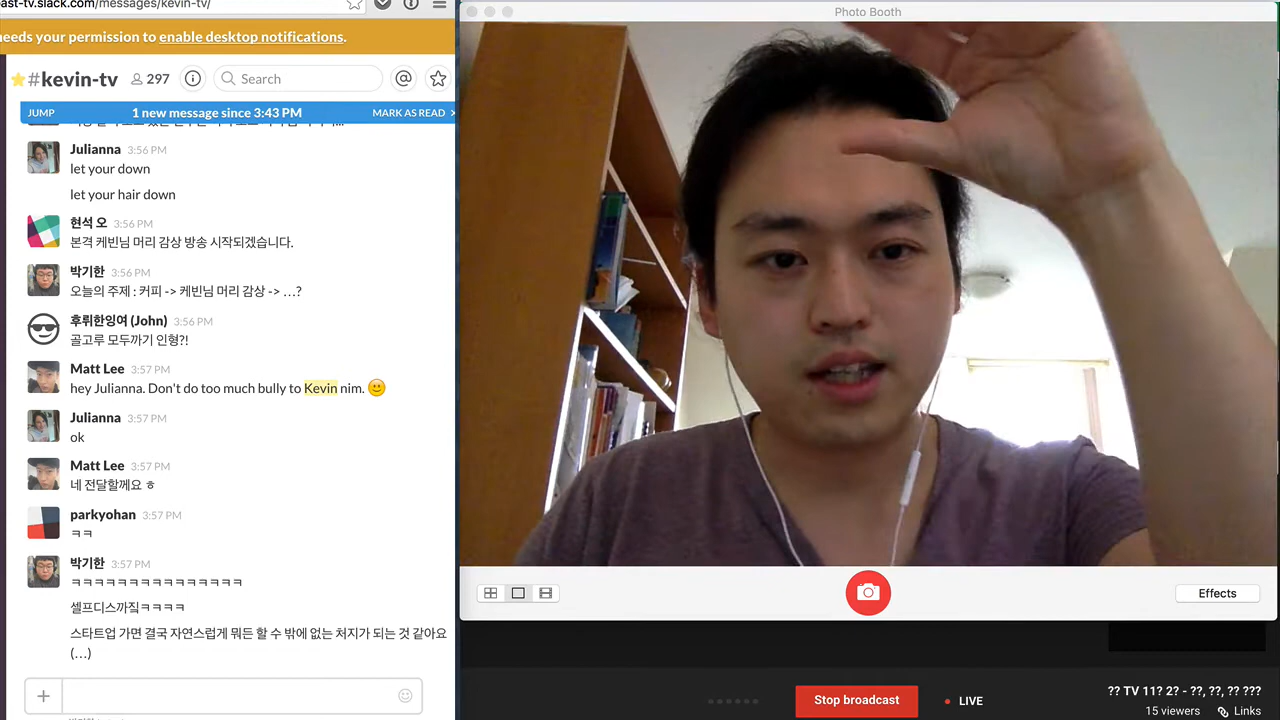 ast-tv.slack.com/messages/kevin-tv/
eeds your permission to enable desktop notifications.
#kevin-tv 297 Search
JUMP 1 new message since 3:43 PM MARK AS READ
Julianna 3:56 PM
let your down
let your hair down
현석 오 3:56 PM
본격 케빈님 머리 감상 방송 시작되겠습니다.
박기한 3:56 PM
오늘의 주제 : 커피 -> 케빈님 머리 감상 -> …?
후뤼한잉여 (John) 3:56 PM
골고루 모두까기 인형?!
Matt Lee 3:57 PM
hey Julianna. Don't do too much bully to Kevin nim.
Julianna 3:57 PM
ok
Matt Lee 3:57 PM
네 전달할께요 ㅎ
parkyohan 3:57 PM
ㅋㅋ
박기한 3:57 PM
ㅋㅋㅋㅋㅋㅋㅋㅋㅋㅋㅋㅋㅋㅋㅋ
셀프디스까짘ㅋㅋㅋㅋ
스타트업 가면 결국 자연스럽게 뭐든 할 수 밖에 없는 처지가 되는 것 같아요
(…)
Photo Booth
Effects
Stop broadcast
LIVE
?? TV 11? 2? - ??, ??, ?? ???
15 viewers Links